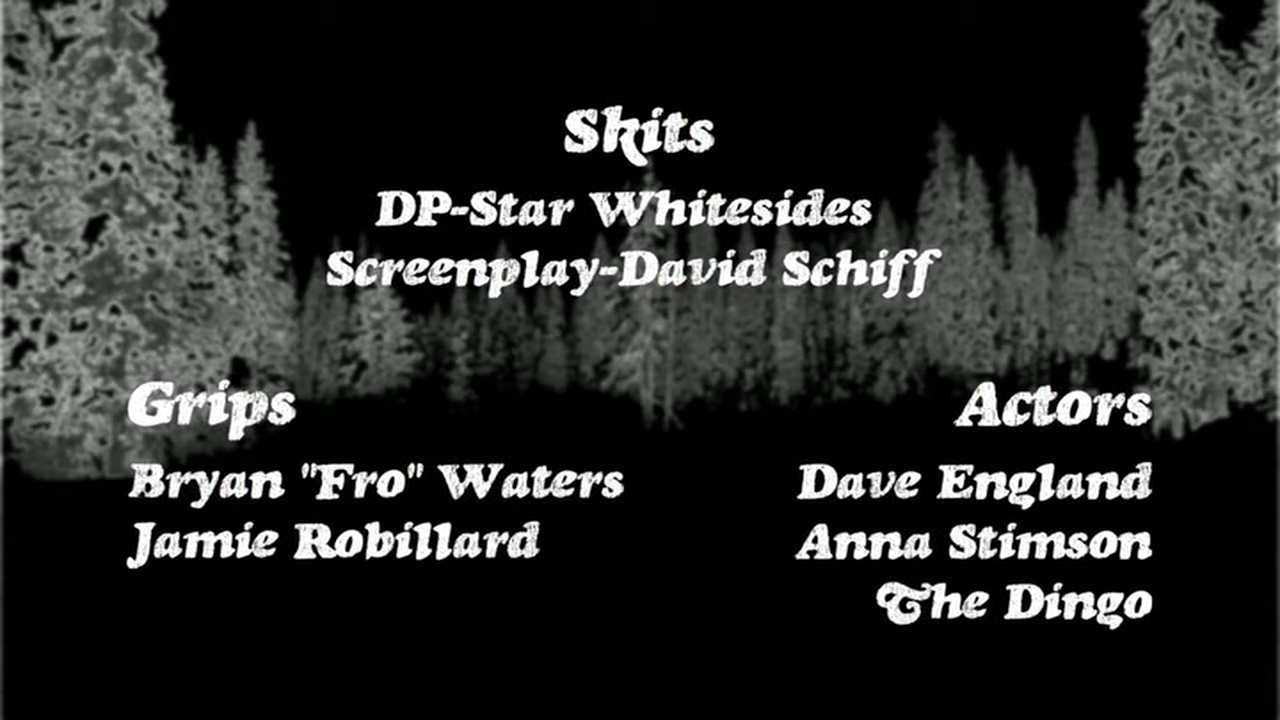 Skits
DP-Star Whitesides
Screenplay-David Schiff
Grips
Bryan "Fro" Waters
Jamie Robillard
Actors
Dave England
Anna Stimson
The Dingo